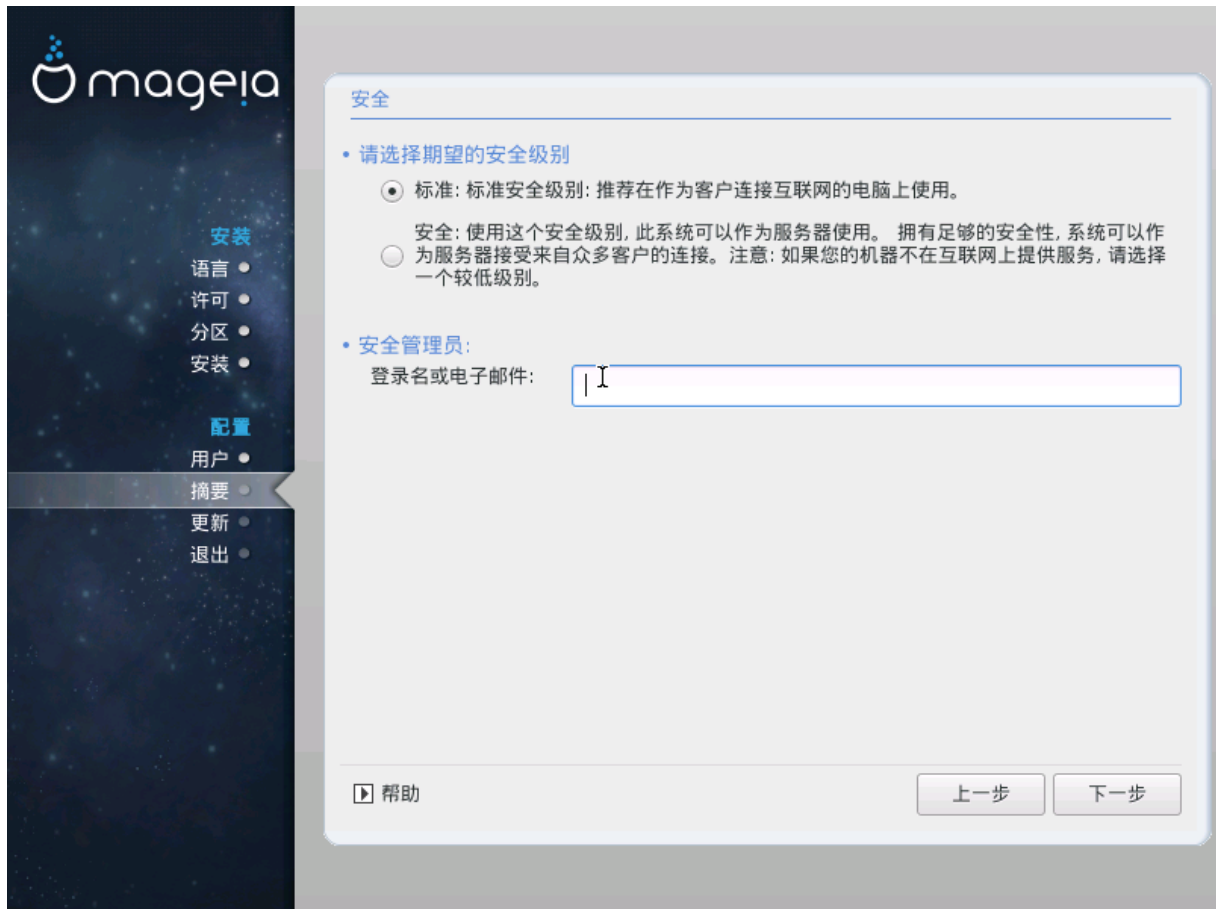 mageia
安装
语言
许可
分区
安装
配置
用户
摘要
更新
退出
安全
• 请选择期望的安全级别
标准: 标准安全级别: 推荐在作为客户连接互联网的电脑上使用。
安全: 使用这个安全级别, 此系统可以作为服务器使用。 拥有足够的安全性, 系统可以作
为服务器接受来自众多客户的连接。注意: 如果您的机器不在互联网上提供服务, 请选择
一个较低级别。
• 安全管理员:
登录名或电子邮件:
帮助
上一步
下一步